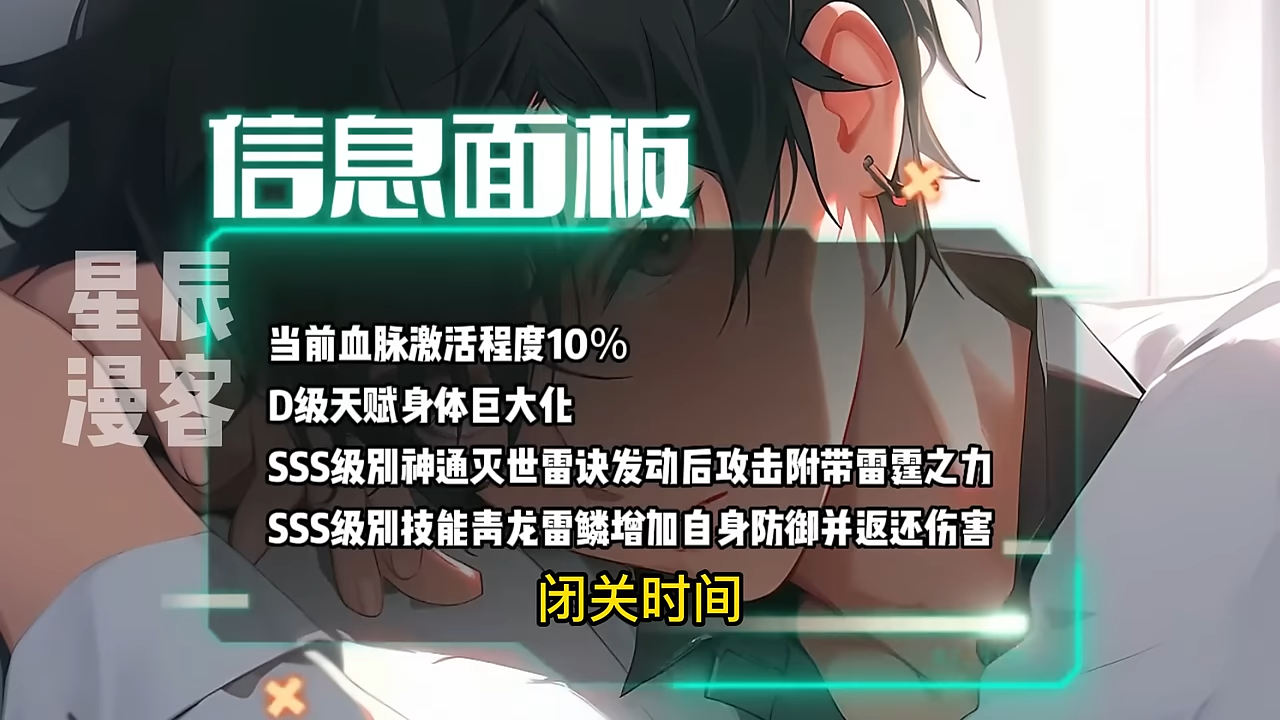 信息面板
星辰
漫客
当前血脉激活程度10%
D级天赋身体巨大化
SSS级别神通灭世雷诀发动后攻击附带雷霆之力
SSS级别技能青龙雷鳞增加自身防御并返还伤害
闭关时间